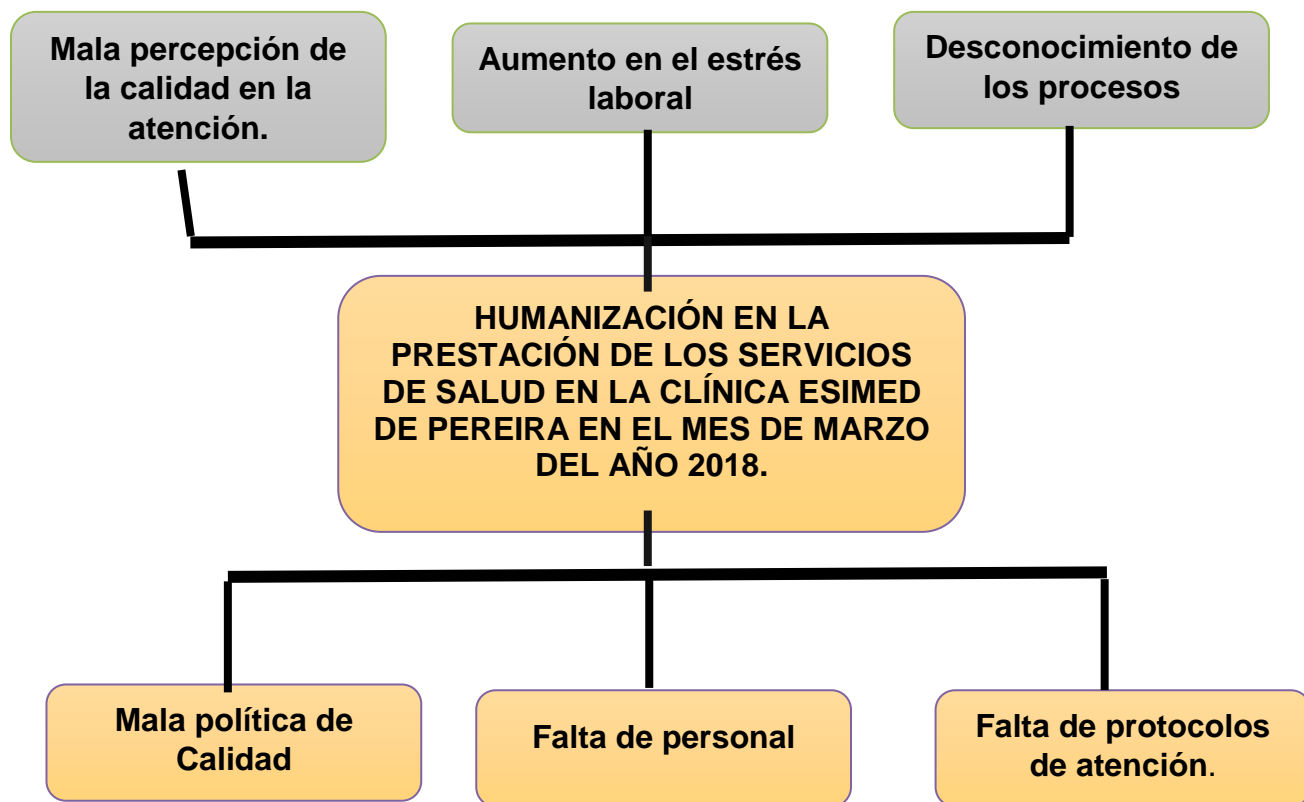 Mala percepción de
la calidad en la
atención.
Aumento en el estrés
laboral
Desconocimiento de
los procesos
HUMANIZACIÓN EN LA
PRESTACIÓN DE LOS SERVICIOS
DE SALUD EN LA CLÍNICA ESIMED
DE PEREIRA EN EL MES DE MARZO
DEL AÑO 2018.
Mala política de
Calidad
Falta de personal
Falta de protocolos
de atención.